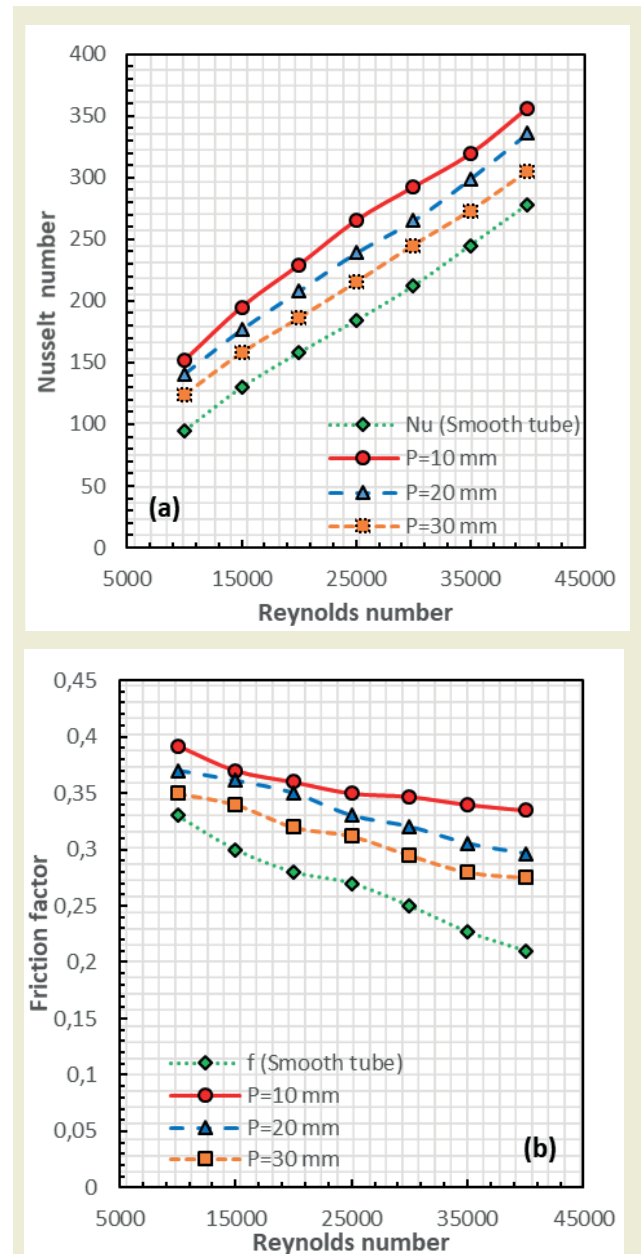 400
350
300
250
200
150
100
50
0
Nusselt number
Nu (Smooth tube)
P=10 mm
P=20 mm
P=30 mm
(a)
5000 15000 25000 35000 45000
Reynolds number
0,45
0,4
0,35
0,3
0,25
0,2
0,15
0,1
0,05
0
Friction factor
f (Smooth tube)
P=10 mm
P=20 mm
P=30 mm
(b)
5000 15000 25000 35000 45000
Reynolds number